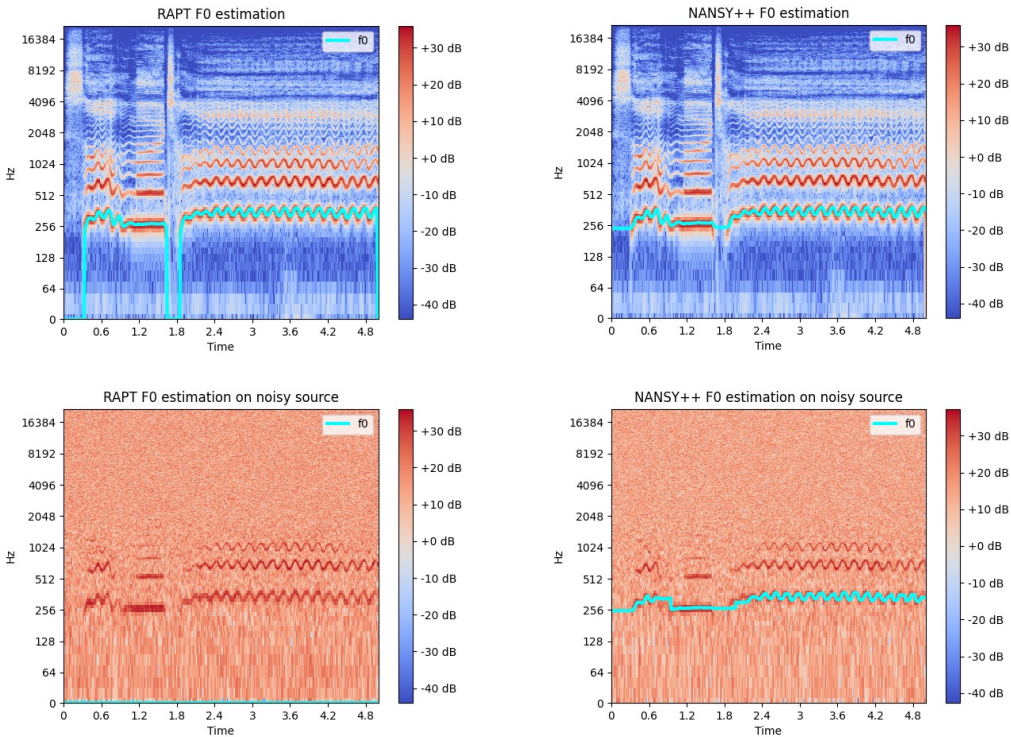 RAPT F0 estimation
f0
Hz
16384
8192
4096
2048
1024
512
256
128
64
0
0 0.6 1.2 1.8 2.4 3 3.6 4.2 4.8
Time
+30 dB
+20 dB
+10 dB
+0 dB
-10 dB
-20 dB
-30 dB
-40 dB
NANSY++ F0 estimation
f0
Hz
16384
8192
4096
2048
1024
512
256
128
64
0
0 0.6 1.2 1.8 2.4 3 3.6 4.2 4.8
Time
+30 dB
+20 dB
+10 dB
+0 dB
-10 dB
-20 dB
-30 dB
-40 dB
RAPT F0 estimation on noisy source
f0
Hz
16384
8192
4096
2048
1024
512
256
128
64
0
0 0.6 1.2 1.8 2.4 3 3.6 4.2 4.8
Time
+30 dB
+20 dB
+10 dB
+0 dB
-10 dB
-20 dB
-30 dB
-40 dB
NANSY++ F0 estimation on noisy source
f0
Hz
16384
8192
4096
2048
1024
512
256
128
64
0
0 0.6 1.2 1.8 2.4 3 3.6 4.2 4.8
Time
+30 dB
+20 dB
+10 dB
+0 dB
-10 dB
-20 dB
-30 dB
-40 dB